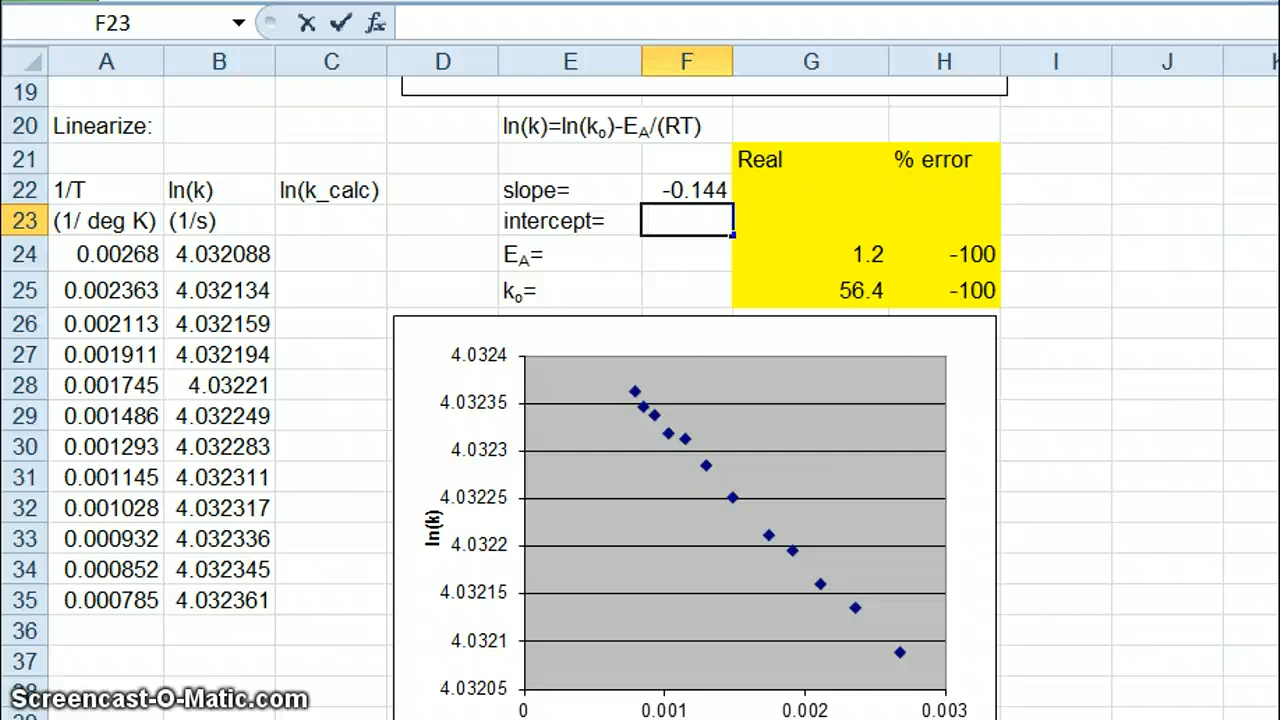 F23 fx
A B C D E F G H I J K
19
20 Linearize: ln(k)=ln(kₒ)-E_A/(RT)
21 Real % error
22 1/T ln(k) ln(k_calc) slope= -0.144
23 (1/ deg K) (1/s) intercept=
24 0.00268 4.032088 E_A= 1.2 -100
25 0.002363 4.032134 kₒ= 56.4 -100
26 0.002113 4.032159
27 0.001911 4.032194
28 0.001745 4.03221
29 0.001486 4.032249
30 0.001293 4.032283
31 0.001145 4.032311
32 0.001028 4.032317
33 0.000932 4.032336
34 0.000852 4.032345
35 0.000785 4.032361
36
37
38
4.0324
4.03235
4.0323
4.03225
4.0322
4.03215
4.0321
4.03205
ln(k)
0 0.001 0.002 0.003
Screencast-O-Matic.com